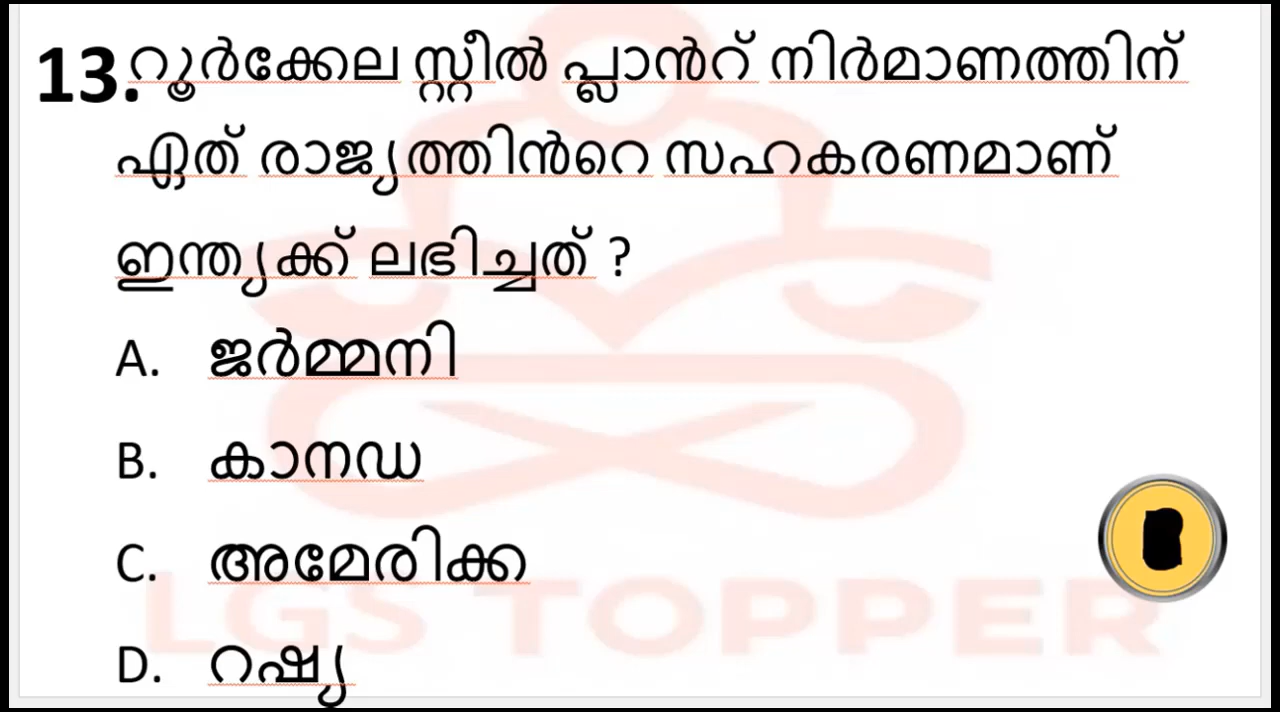 13. റൂർക്കേല സ്റ്റീൽ പ്ലാൻറ് നിർമാണത്തിന്
ഏത് രാജ്യത്തിൻറെ സഹകരണമാണ്
ഇന്ത്യക്ക് ലഭിച്ചത് ?
A. ജർമ്മനി
B. കാനഡ
C. അമേരിക്ക
D. റഷ്യ
LGS TOPPER